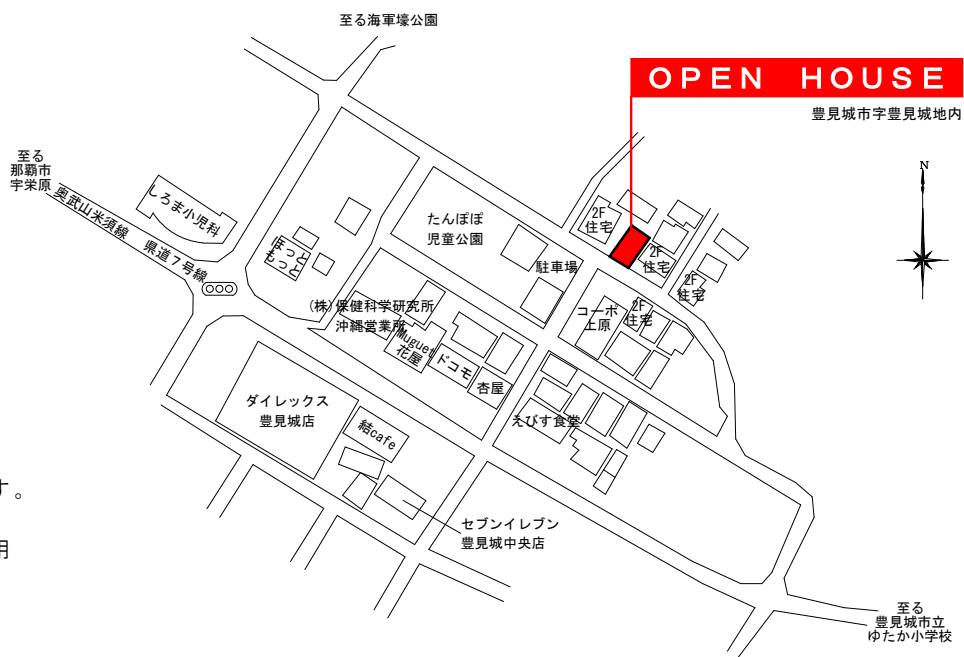 至る海軍壕公園
OPEN HOUSE
豊見城市字豊見城地内
至る
那覇市
宇栄原
奥武山米須線 県道7号線
しろま小児科
ほっと
もっと
たんぽぽ
児童公園
駐車場
2F
住宅
2F
住宅
2F
住宅
2F
住宅
コーポ
上原
N
(株)保健科学研究所
沖縄営業所
Muguet
花屋
ドコモ
杏屋
えびす食堂
ダイレックス
豊見城店
結cafe
セブンイレブン
豊見城中央店
す。
用
至る
豊見城市立
ゆたか小学校